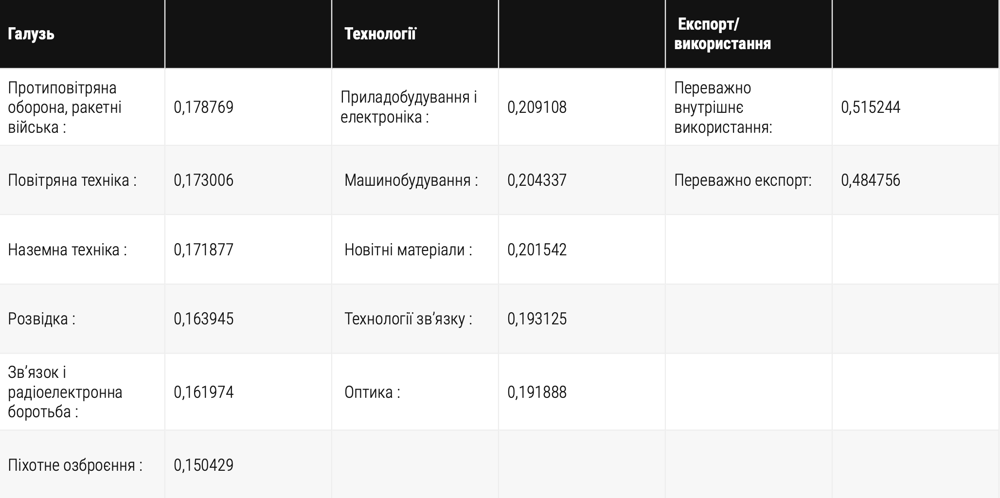 Галузь
Технології
Експорт/
використання
Протиповітряна
оборона, ракетні
війська :
0,178769
Приладобудування і
електроніка :
0,209108
Переважно
внутрішнє
використання:
0,515244
Повітряна техніка :
0,173006
Машинобудування :
0,204337
Переважно експорт:
0,484756
Наземна техніка :
0,171877
Новітні матеріали :
0,201542
Розвідка :
0,163945
Технології зв’язку :
0,193125
Зв’язок і
радіоелектронна
боротьба :
0,161974
Оптика :
0,191888
Піхотне озброєння :
0,150429